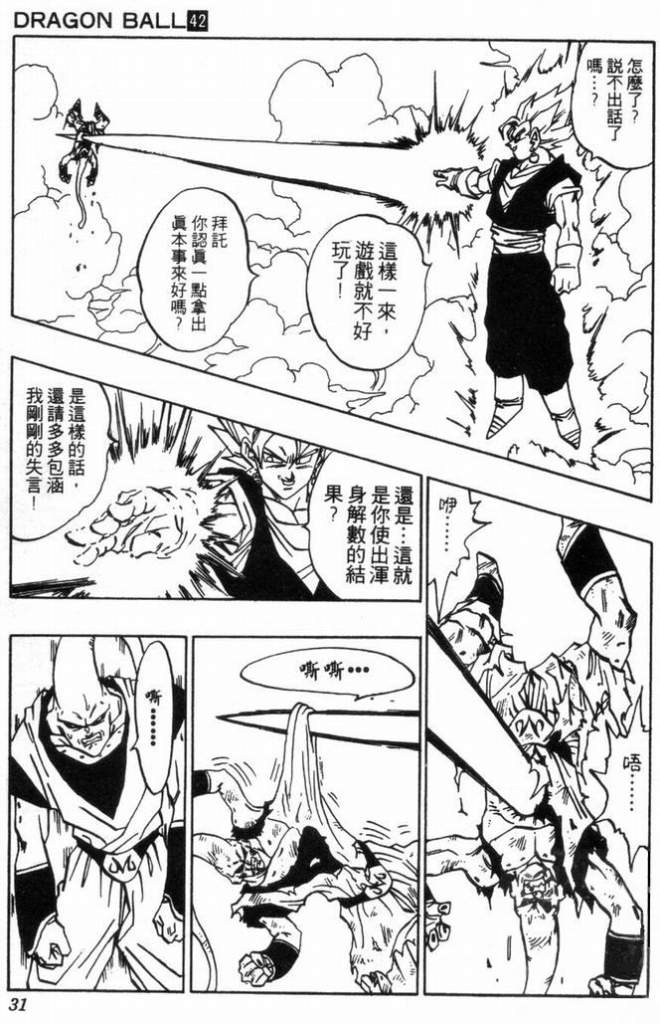 DRAGON BALL 42
怎麼了?
說不出話了
嗎…?
這樣一來,
遊戲就不好
玩了!
拜託
你認眞一點拿出
眞本事來好嗎?
還是…這就
是你使出渾
身解數的結
果?
是這樣的話,
還請多多包涵
我剛剛的失言!
咿……
唔……
嘶嘶…
嘶……
31